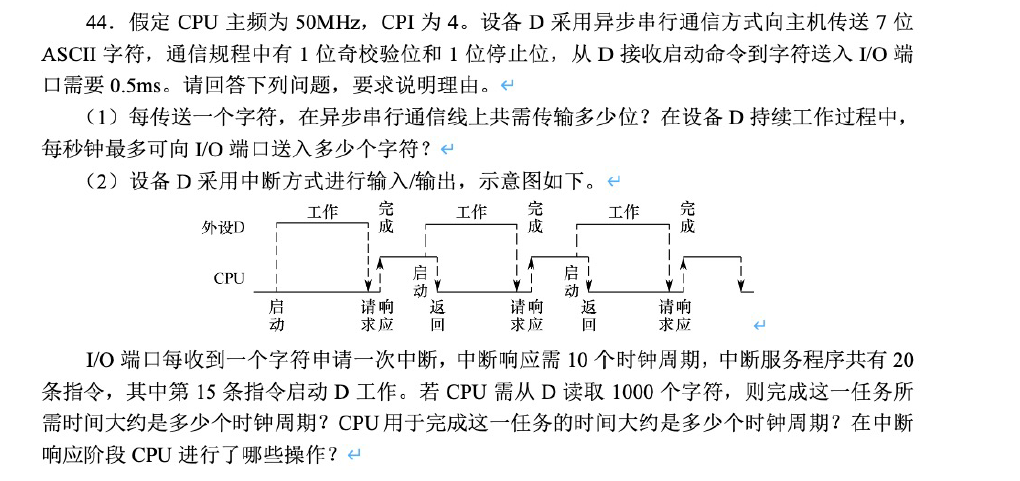 44．假定 CPU 主频为 50MHz，CPI 为 4。设备 D 采用异步串行通信方式向主机传送 7 位
ASCII 字符，通信规程中有 1 位奇校验位和 1 位停止位，从 D 接收启动命令到字符送入 I/O 端
口需要 0.5ms。请回答下列问题，要求说明理由。↵
（1）每传送一个字符，在异步串行通信线上共需传输多少位？在设备 D 持续工作过程中，
每秒钟最多可向 I/O 端口送入多少个字符？↵
（2）设备 D 采用中断方式进行输入/输出，示意图如下。↵
工作 完成 工作 完成 工作 完成
外设D
CPU 启动 启动
启动 请求 响应 返回 请求 响应 返回 请求 响应 ↵
I/O 端口每收到一个字符申请一次中断，中断响应需 10 个时钟周期，中断服务程序共有 20
条指令，其中第 15 条指令启动 D 工作。若 CPU 需从 D 读取 1000 个字符，则完成这一任务所
需时间大约是多少个时钟周期？CPU 用于完成这一任务的时间大约是多少个时钟周期？在中断
响应阶段 CPU 进行了哪些操作？↵